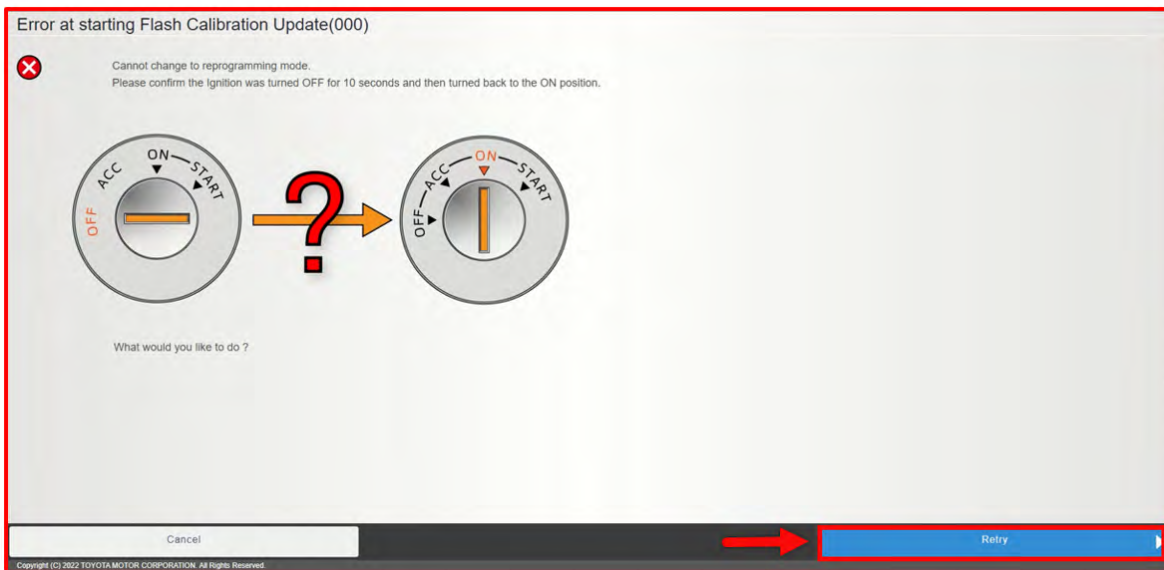 Error at starting Flash Calibration Update(000)
Cannot change to reprogramming mode.
Please confirm the Ignition was turned OFF for 10 seconds and then turned back to the ON position.
OFF ACC ON START
?
OFF ACC ON START
What would you like to do ?
Cancel
Retry
Copyright (C) 2022 TOYOTA MOTOR CORPORATION. All Rights Reserved.